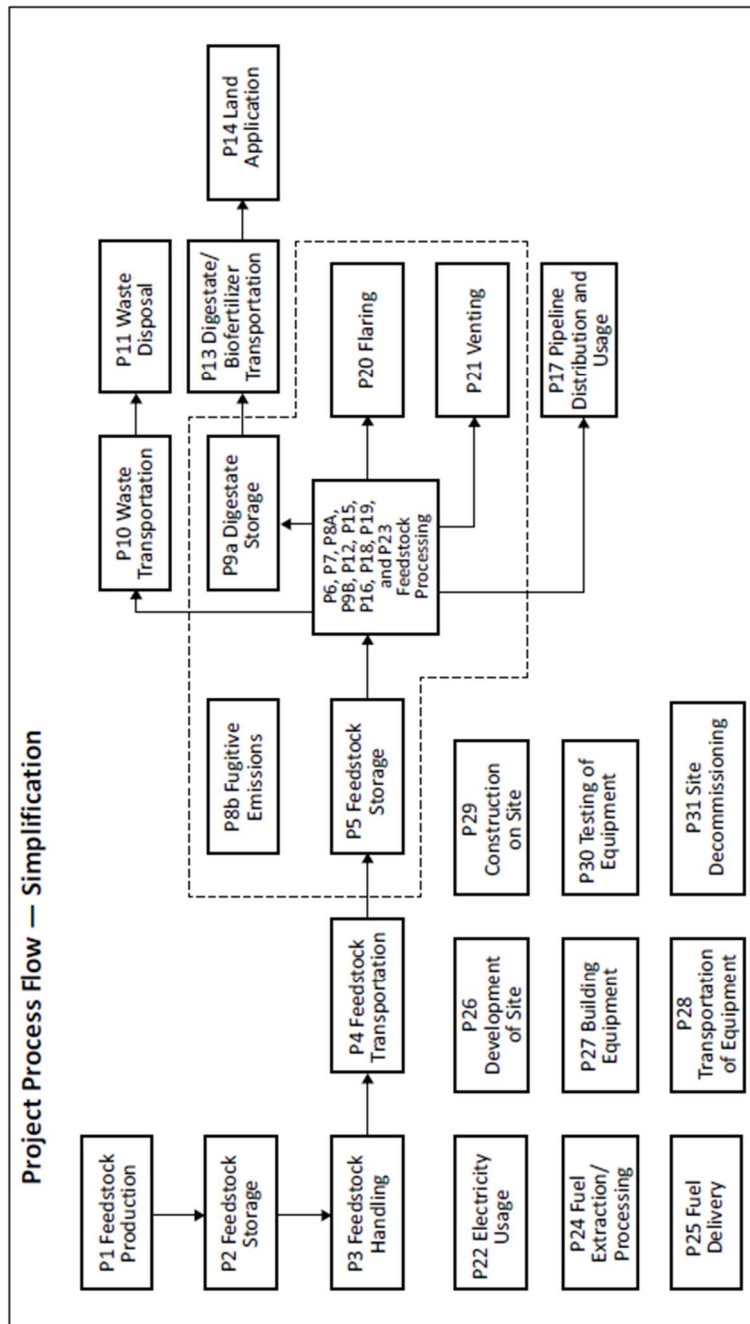 Project Process Flow — Simplification
P1 Feedstock
Production
P2 Feedstock
Storage
P3 Feedstock
Handling
P4 Feedstock
Transportation
P5 Feedstock
Storage
P8b Fugitive
Emissions
P6, P7, P8A,
P9B, P12, P15,
P16, P18, P19,
and P23
Feedstock
Processing
P9a Digestate
Storage
P10 Waste
Transportation
P11 Waste
Disposal
P13 Digestate/
Biofertilizer
Transportation
P14 Land
Application
P20 Flaring
P21 Venting
P17 Pipeline
Distribution and
Usage
P22 Electricity
Usage
P26
Development
of Site
P29
Construction
on Site
P24 Fuel
Extraction/
Processing
P27 Building
Equipment
P30 Testing of
Equipment
P25 Fuel
Delivery
P28
Transportation
of Equipment
P31 Site
Decommissioning